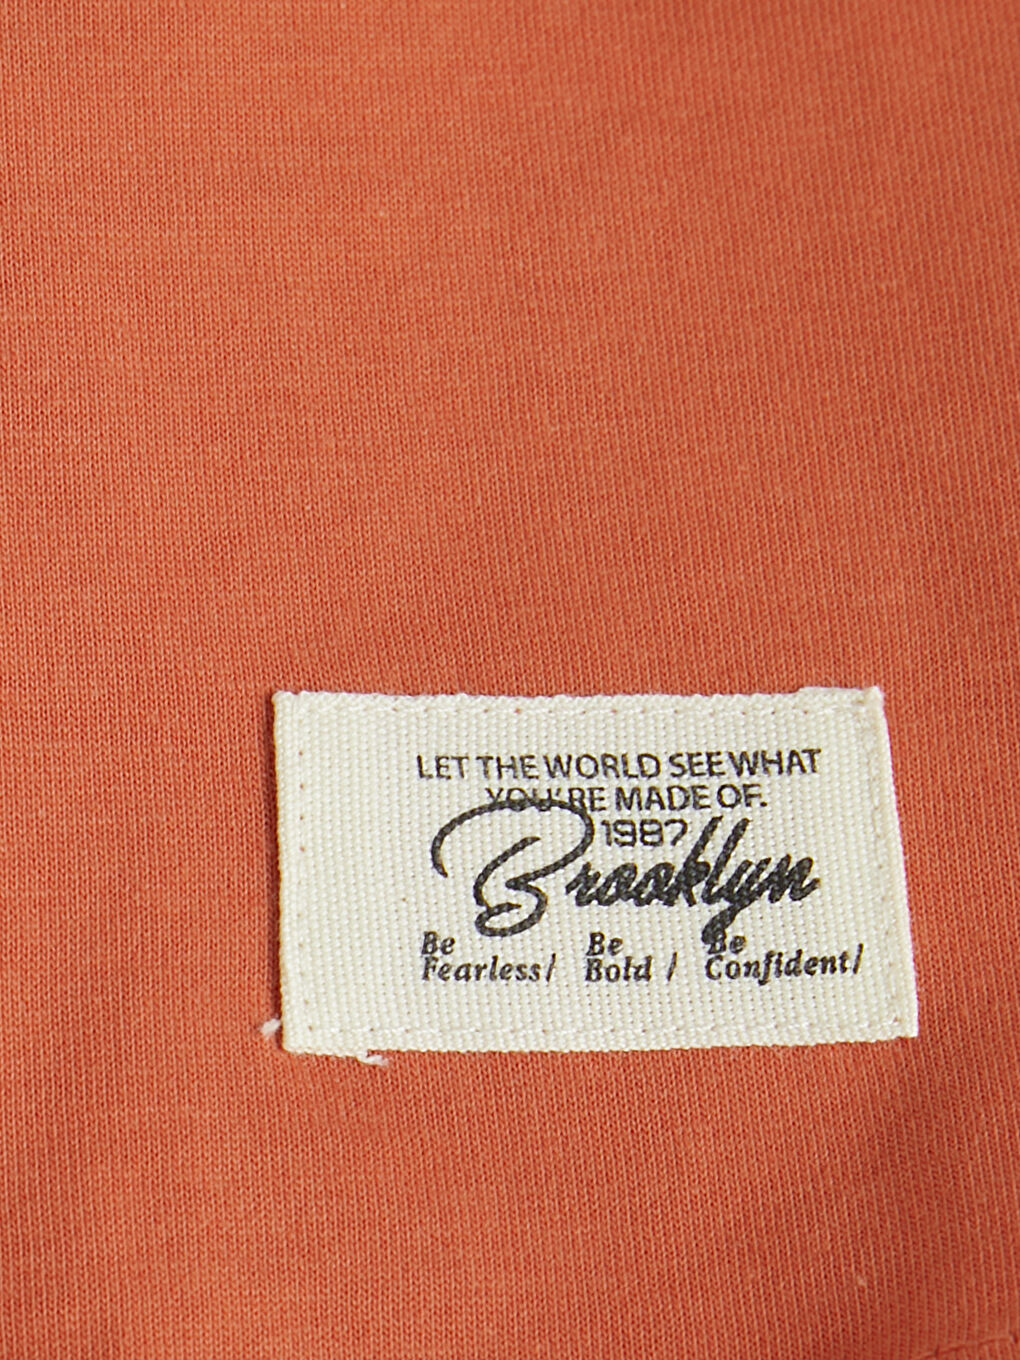 LET THE WORLD SEE WHAT
YOU'RE MADE OF.
1987
Brooklyn
Be Be Be
Fearless/ Bold / Confident/